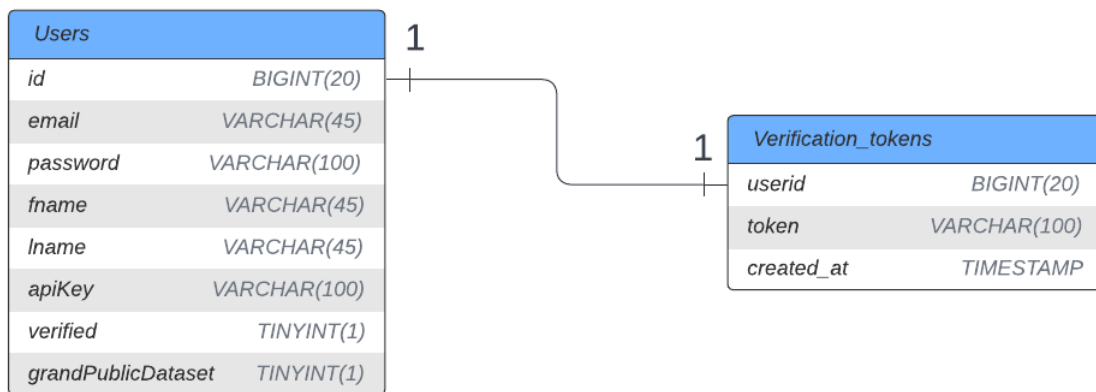 Users
id BIGINT(20)
email VARCHAR(45)
password VARCHAR(100)
fname VARCHAR(45)
lname VARCHAR(45)
apiKey VARCHAR(100)
verified TINYINT(1)
grandPublicDataset TINYINT(1)
1
1
Verification_tokens
userid BIGINT(20)
token VARCHAR(100)
created_at TIMESTAMP